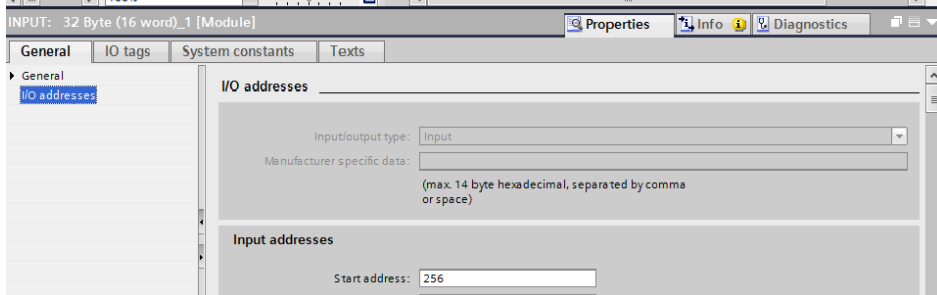 INPUT: 32 Byte (16 word)_1 [Module]
Properties Info Diagnostics
General IO tags System constants Texts
General
I/O addresses
I/O addresses
Input/output type: Input
Manufacturer specific data:
(max. 14 byte hexadecimal, separated by comma
or space)
Input addresses
Start address: 256